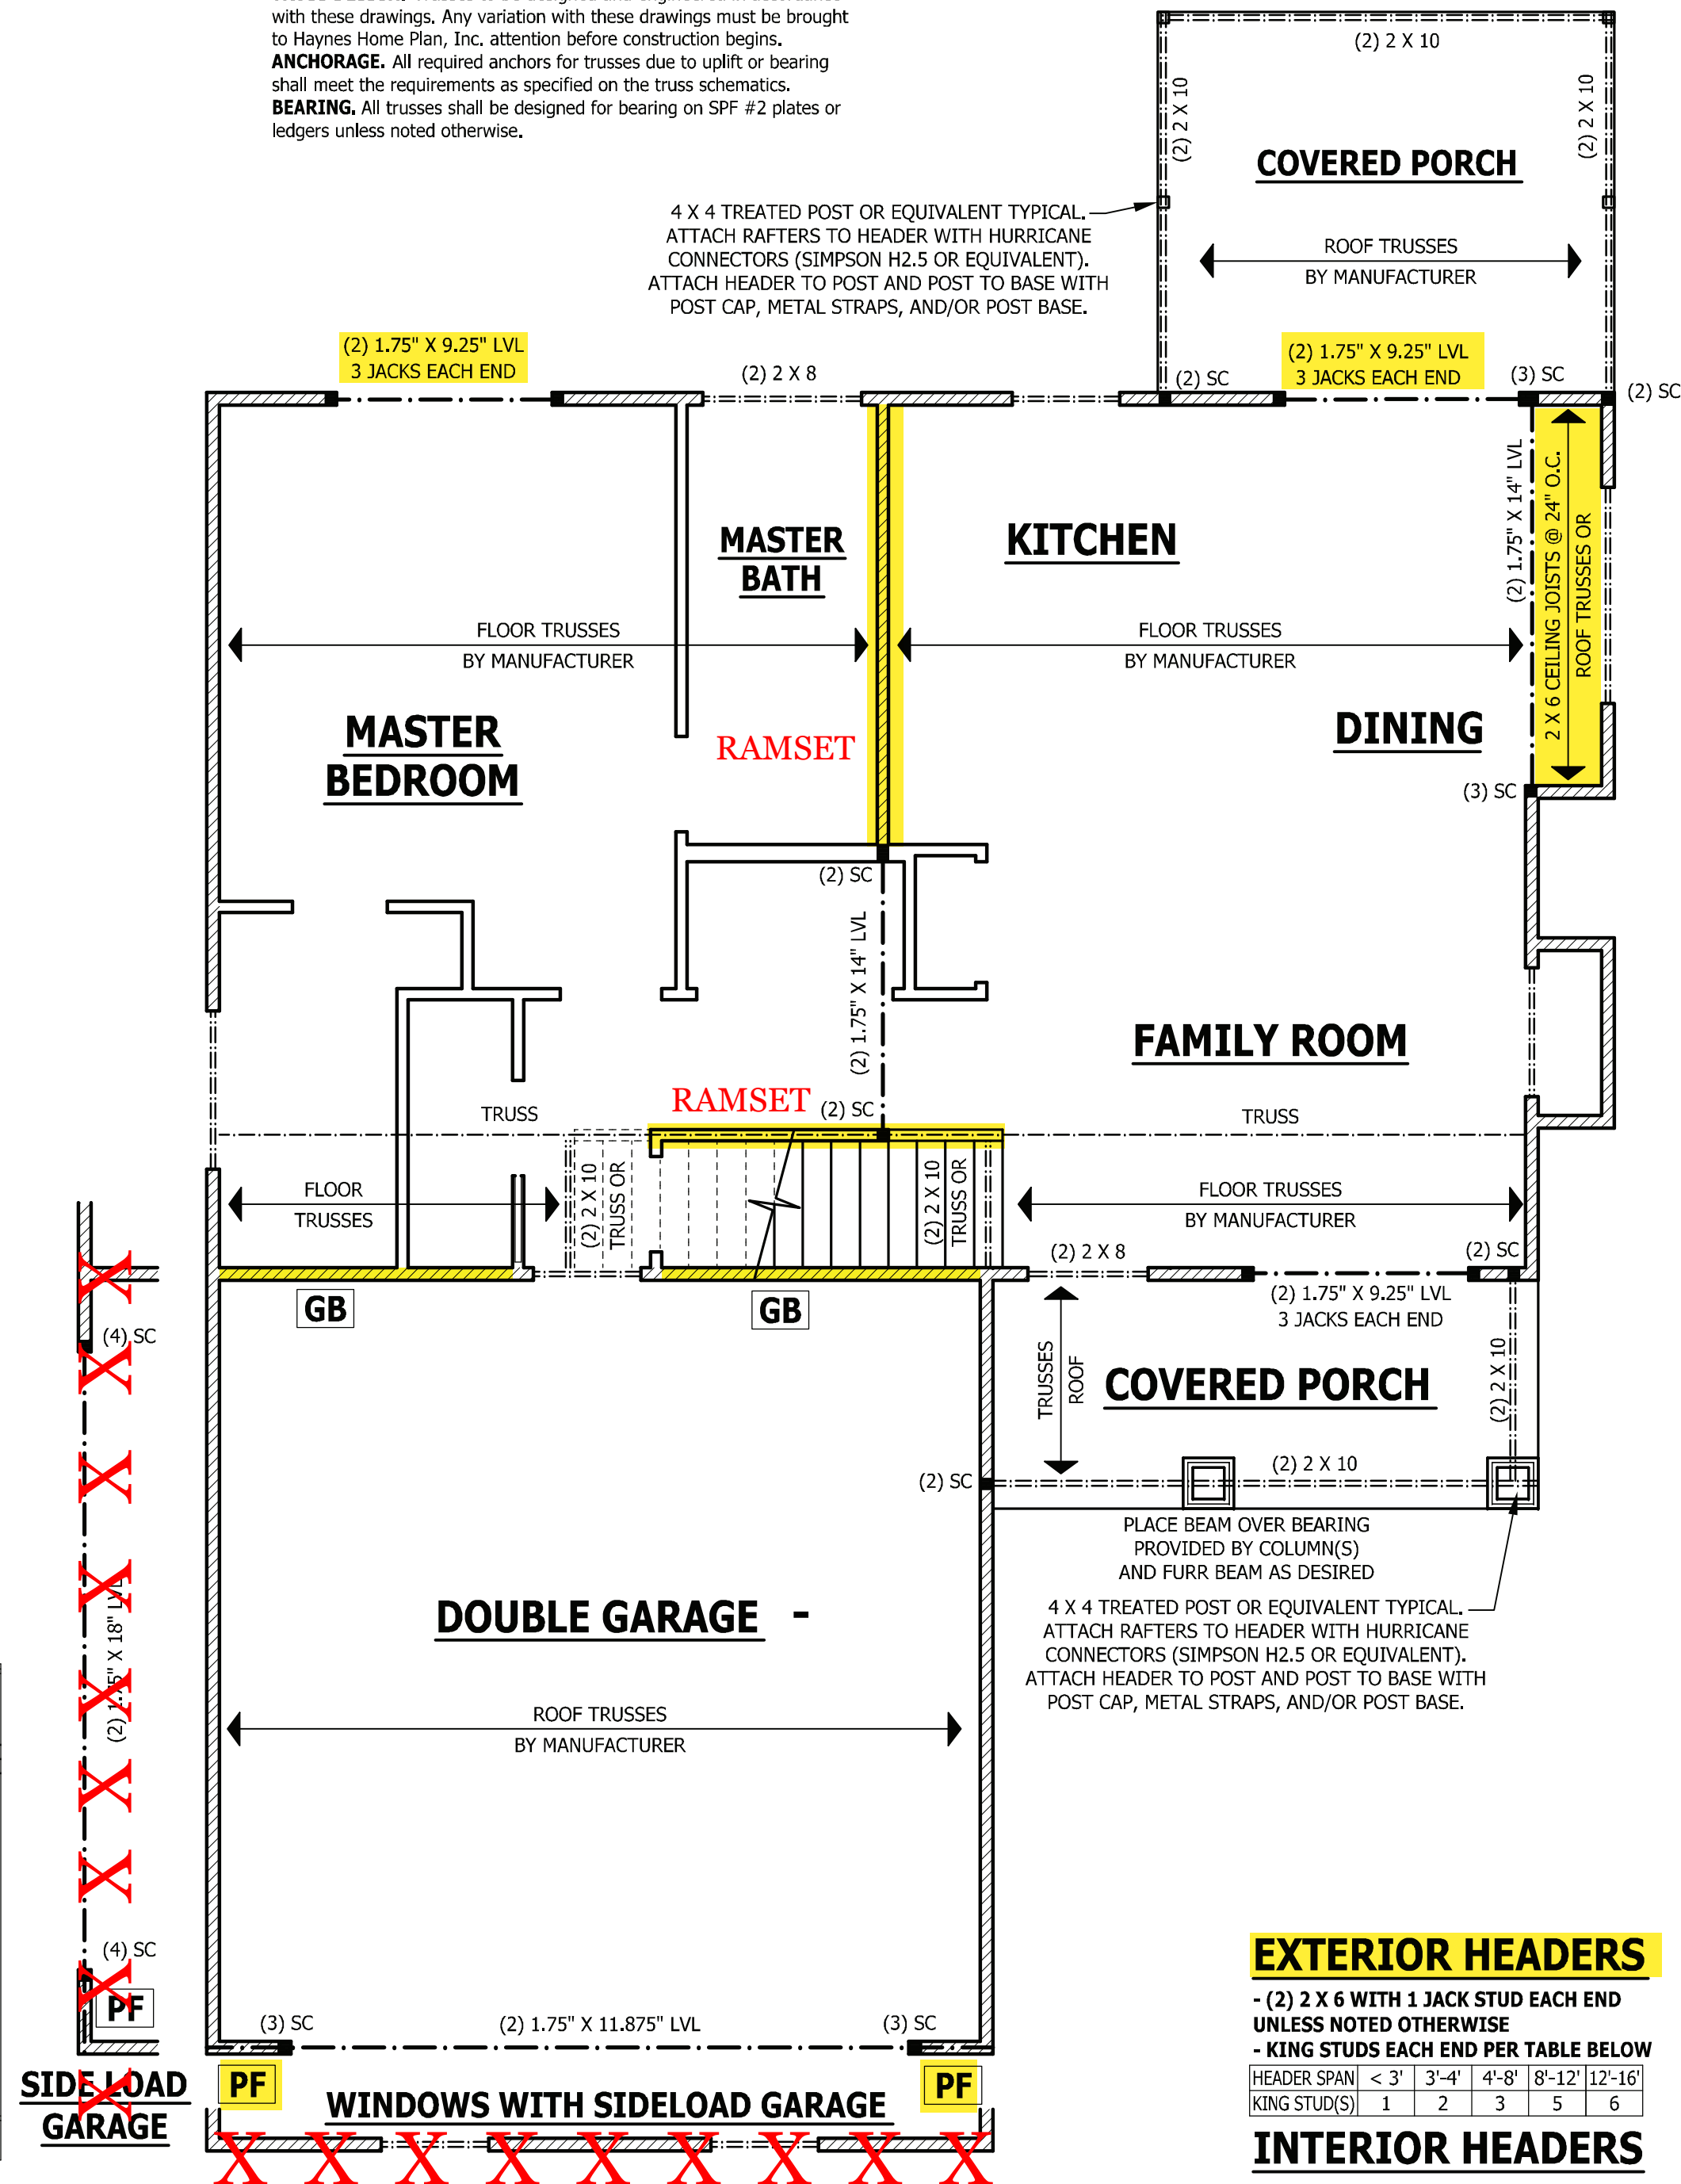 with these drawings. Any variation with these drawings must be brought
to Haynes Home Plan, Inc. attention before construction begins.
ANCHORAGE. All required anchors for trusses due to uplift or bearing
shall meet the requirements as specified on the truss schematics.
BEARING. All trusses shall be designed for bearing on SPF #2 plates or
ledgers unless noted otherwise.
(2) 2 X 10
(2) 2 X 10
(2) 2 X 10
COVERED PORCH
4 X 4 TREATED POST OR EQUIVALENT TYPICAL.
ATTACH RAFTERS TO HEADER WITH HURRICANE
CONNECTORS (SIMPSON H2.5 OR EQUIVALENT).
ATTACH HEADER TO POST AND POST TO BASE WITH
POST CAP, METAL STRAPS, AND/OR POST BASE.
ROOF TRUSSES
BY MANUFACTURER
(2) 1.75" X 9.25" LVL
3 JACKS EACH END
(2) 2 X 8
(2) SC
(2) 1.75" X 9.25" LVL
3 JACKS EACH END
(3) SC
(2) SC
(2) 1.75" X 14" LVL
2 X 6 CEILING JOISTS @ 24" O.C.
ROOF TRUSSES OR
MASTER
BATH
KITCHEN
FLOOR TRUSSES
BY MANUFACTURER
FLOOR TRUSSES
BY MANUFACTURER
MASTER
BEDROOM
RAMSET
DINING
(3) SC
(2) SC
(2) 1.75" X 14" LVL
FAMILY ROOM
RAMSET
(2) SC
TRUSS
TRUSS
FLOOR
TRUSSES
(2) 2 X 10
TRUSS OR
(2) 2 X 10
TRUSS OR
FLOOR TRUSSES
BY MANUFACTURER
(2) 2 X 8
(2) SC
GB
GB
(2) 1.75" X 9.25" LVL
3 JACKS EACH END
TRUSSES
ROOF
COVERED PORCH
(2) 2 X 10
X
(4) SC
X
X
(2) SC
(2) 2 X 10
PLACE BEAM OVER BEARING
PROVIDED BY COLUMN(S)
AND FURR BEAM AS DESIRED
4 X 4 TREATED POST OR EQUIVALENT TYPICAL.
ATTACH RAFTERS TO HEADER WITH HURRICANE
CONNECTORS (SIMPSON H2.5 OR EQUIVALENT).
ATTACH HEADER TO POST AND POST TO BASE WITH
POST CAP, METAL STRAPS, AND/OR POST BASE.
X
(2) 1.75" X 18" LVL
X
X
X
DOUBLE GARAGE -
ROOF TRUSSES
BY MANUFACTURER
(4) SC
X
PF
(3) SC
(2) 1.75" X 11.875" LVL
(3) SC
X
SIDE LOAD
GARAGE
PF
PF
WINDOWS WITH SIDELOAD GARAGE
X X X X X X X X X
EXTERIOR HEADERS
- (2) 2 X 6 WITH 1 JACK STUD EACH END
UNLESS NOTED OTHERWISE
- KING STUDS EACH END PER TABLE BELOW
HEADER SPAN < 3' 3'-4' 4'-8' 8'-12' 12'-16'
KING STUD(S) 1 2 3 5 6
INTERIOR HEADERS